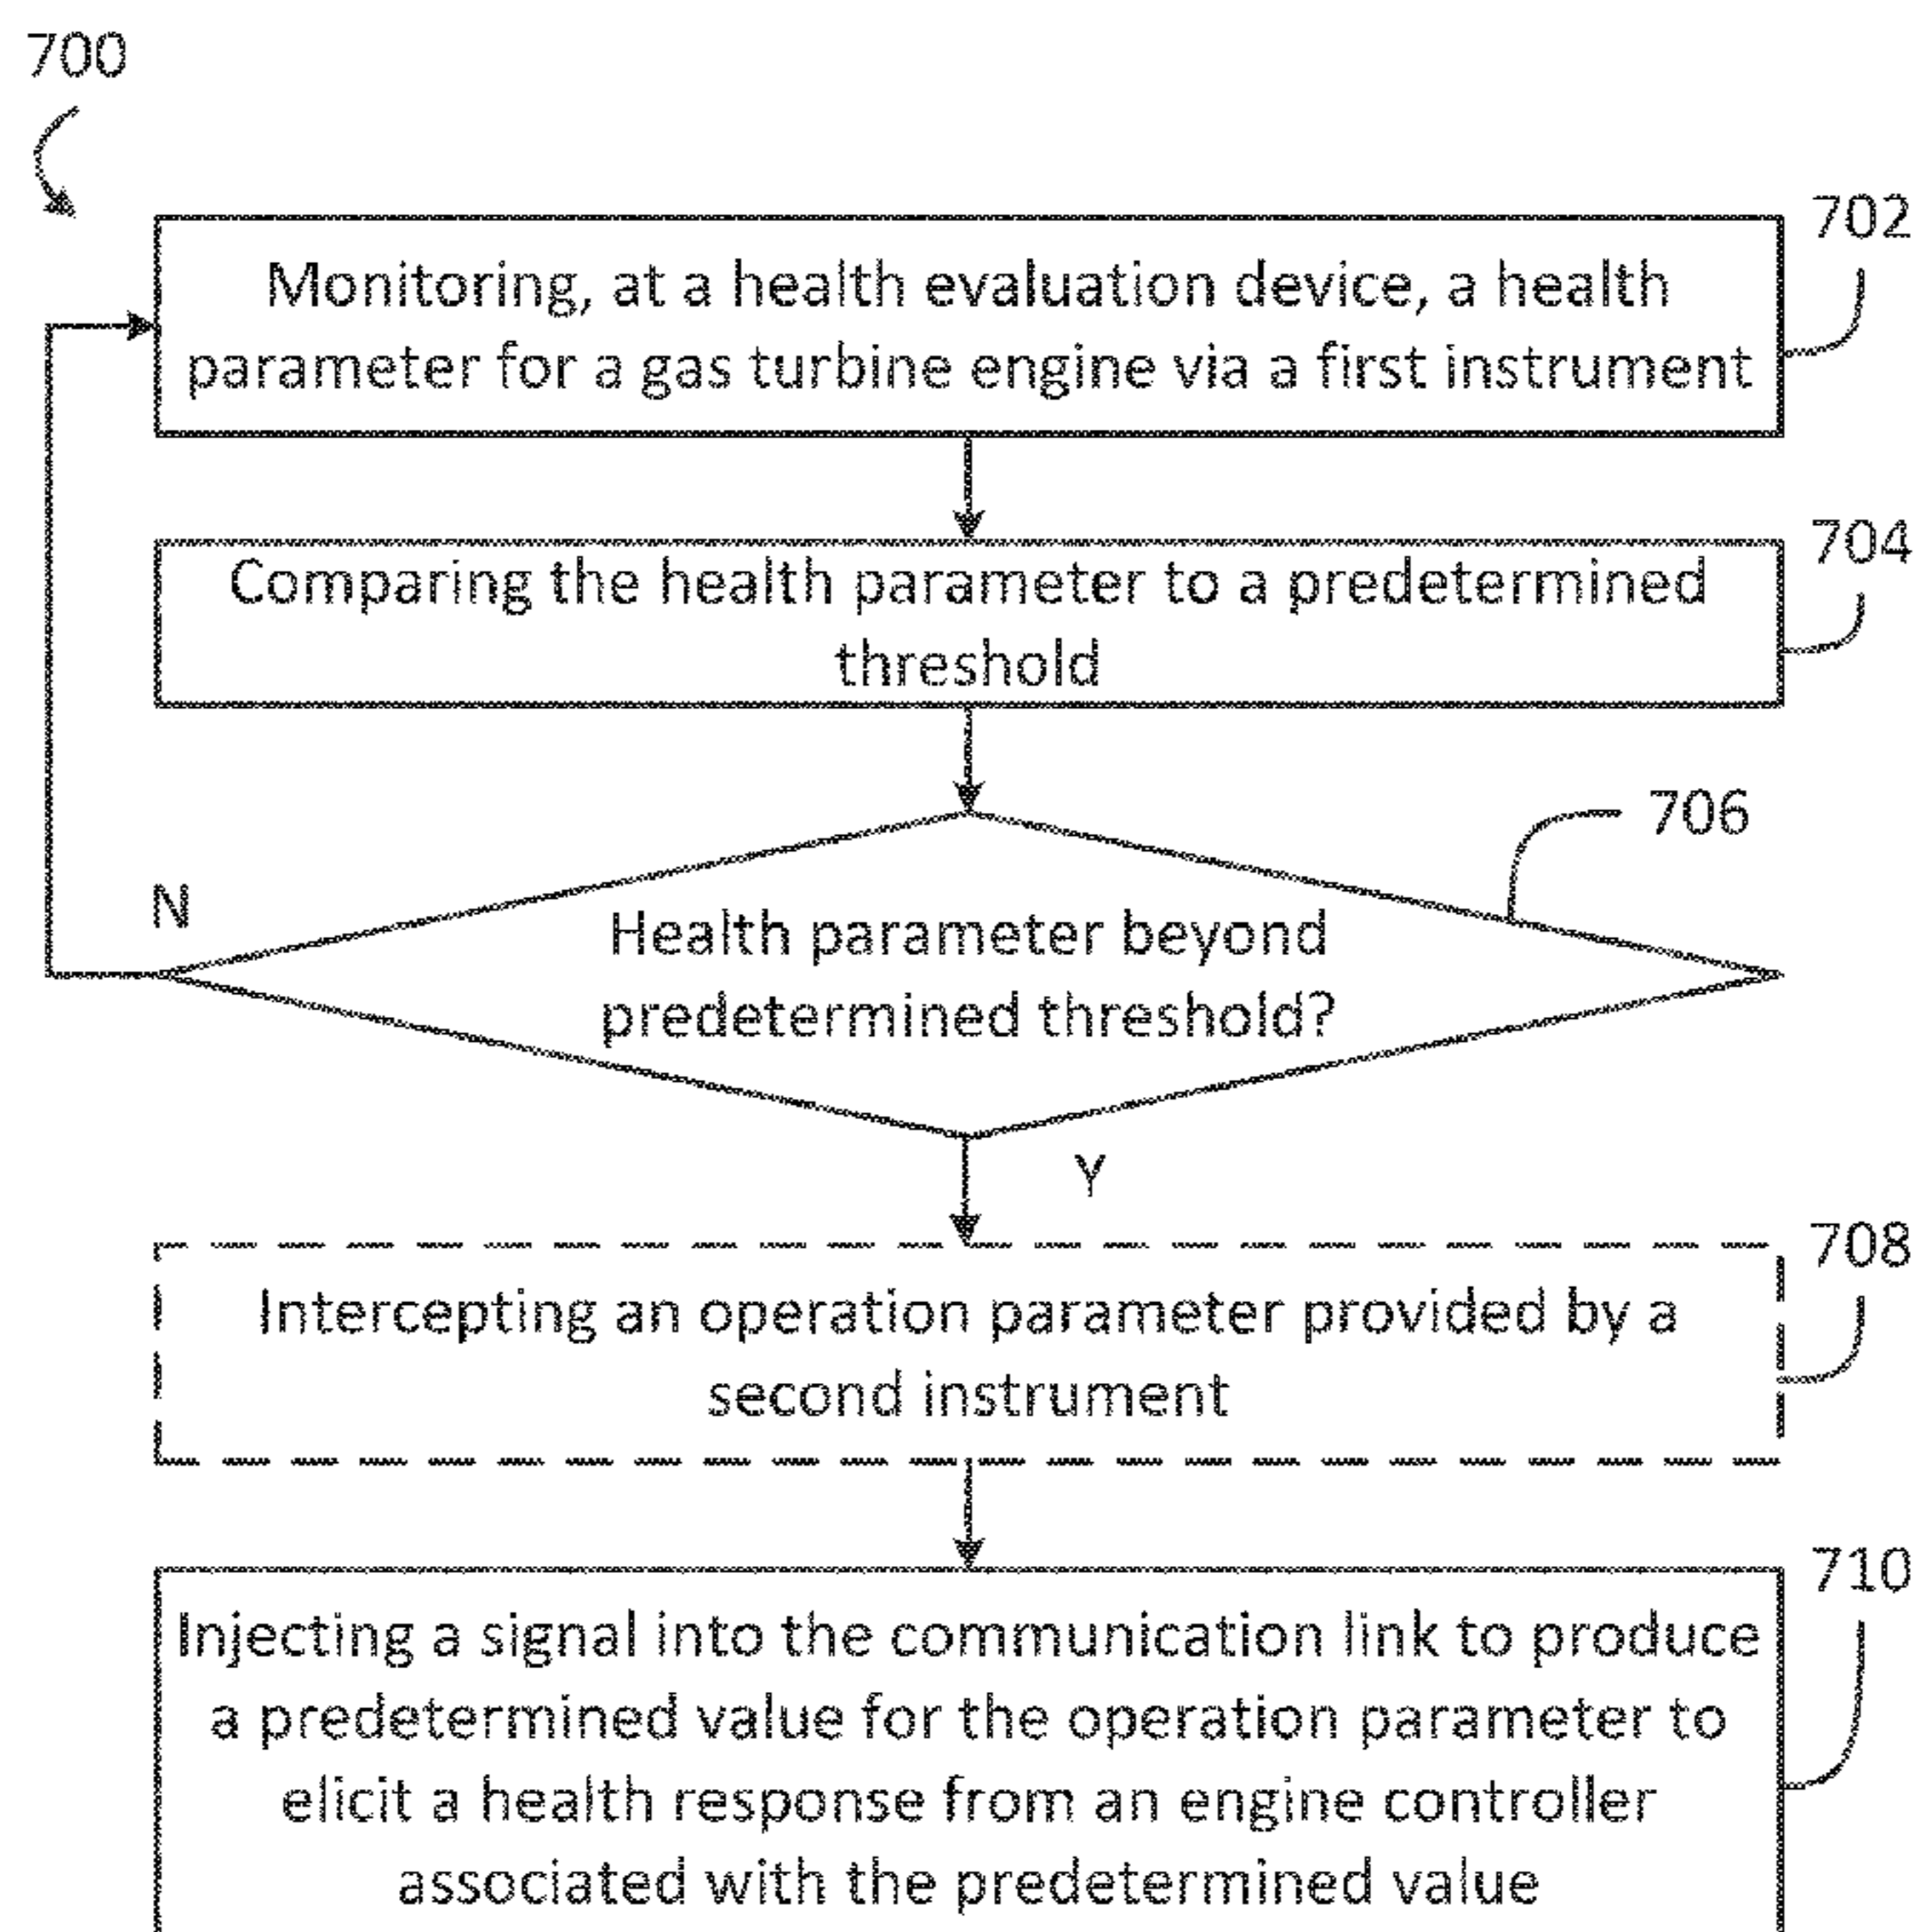 700
702
Monitoring, at a health evaluation device, a health
parameter for a gas turbine engine via a first instrument
704
Comparing the health parameter to a predetermined
threshold
706
N
Health parameter beyond
predetermined threshold?
Y
708
Intercepting an operation parameter provided by a
second instrument
710
Injecting a signal into the communication link to produce
a predetermined value for the operation parameter to
elicit a health response from an engine controller
associated with the predetermined value